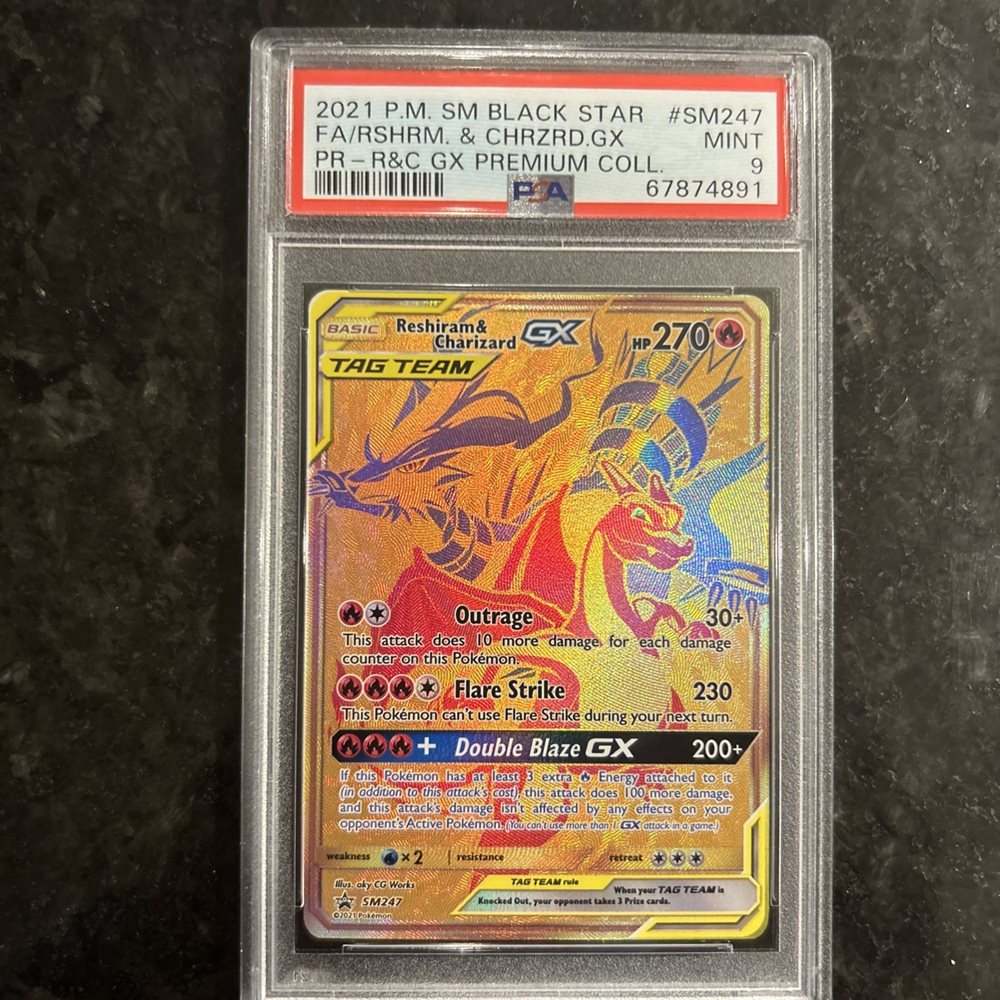 2021 P.M. SM BLACK STAR #SM247
FA/RSHRM. & CHRZRD.GX MINT
PR-R&C GX PREMIUM COLL. 9
PSA 67874891
BASIC Reshiram& Charizard GX HP270
TAG TEAM
Outrage 30+
This attack does 10 more damage for each damage
counter on this Pokémon.
Flare Strike 230
This Pokémon can't use Flare Strike during your next turn.
+ Double Blaze GX 200+
If this Pokémon has at least 3 extra Energy attached to it
(in addition to this attack's cost), this attack does 100 more damage,
and this attack's damage isn't affected by any effects on your
opponent's Active Pokémon. (You can't use more than 1 GX attack in a game.)
weakness ×2 resistance retreat
Illus. aky CG Works
TAG TEAM rule
When your TAG TEAM is
Knocked Out, your opponent takes 3 Prize cards.
SM247
©2021 Pokémon